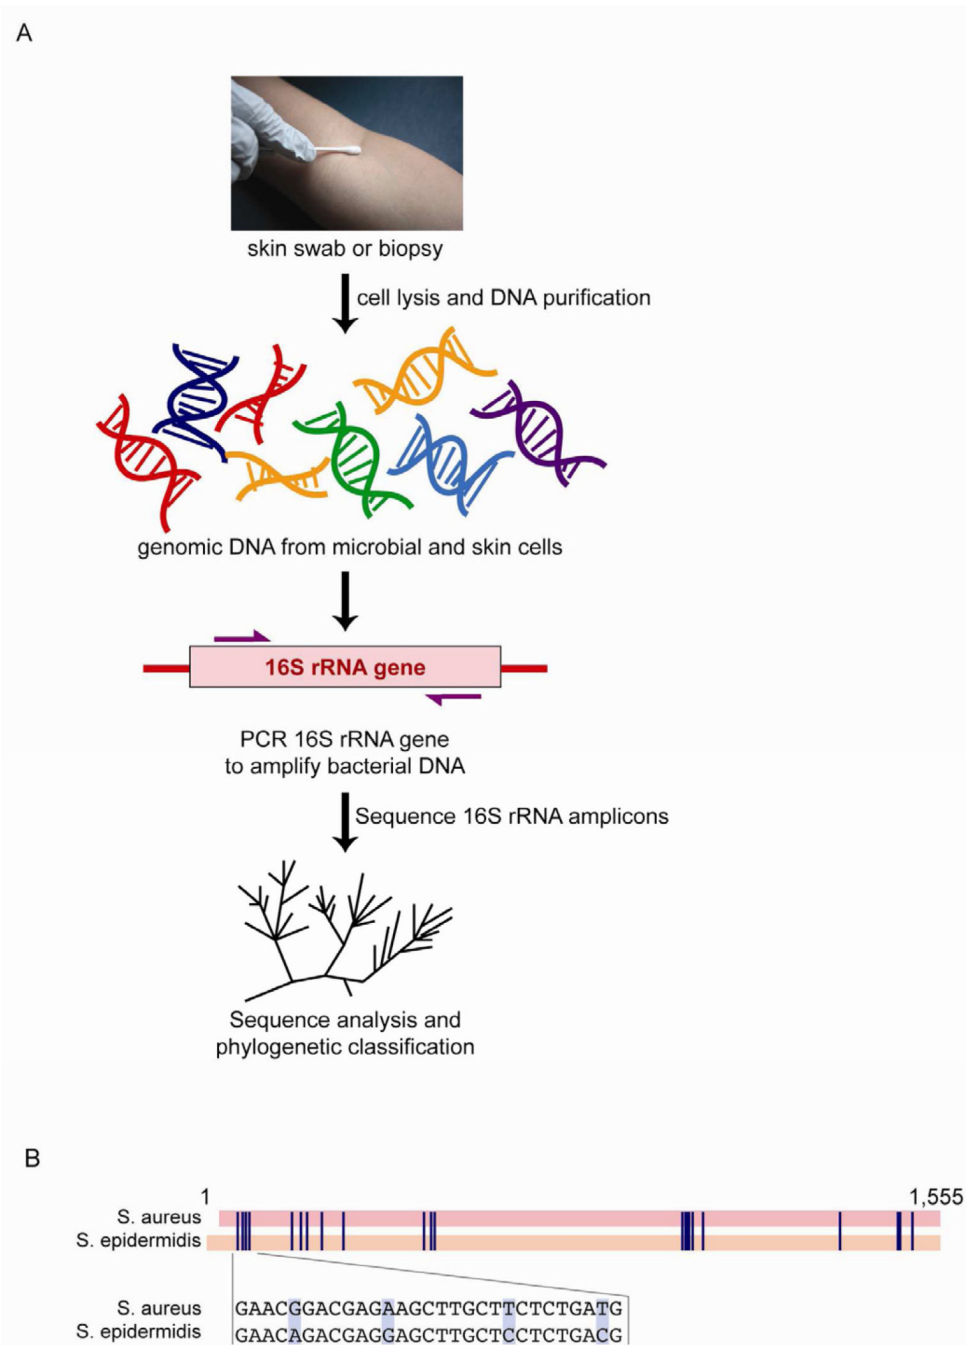 A
skin swab or biopsy
cell lysis and DNA purification
genomic DNA from microbial and skin cells
16S rRNA gene
PCR 16S rRNA gene
to amplify bacterial DNA
Sequence 16S rRNA amplicons
Sequence analysis and
phylogenetic classification
B
1 1,555
S. aureus
S. epidermidis
S. aureus GAACGGACGAGAAGCTTGCTTCTCTGATG
S. epidermidis GAACAGACGAGGAGCTTGCTCCTCTGACG